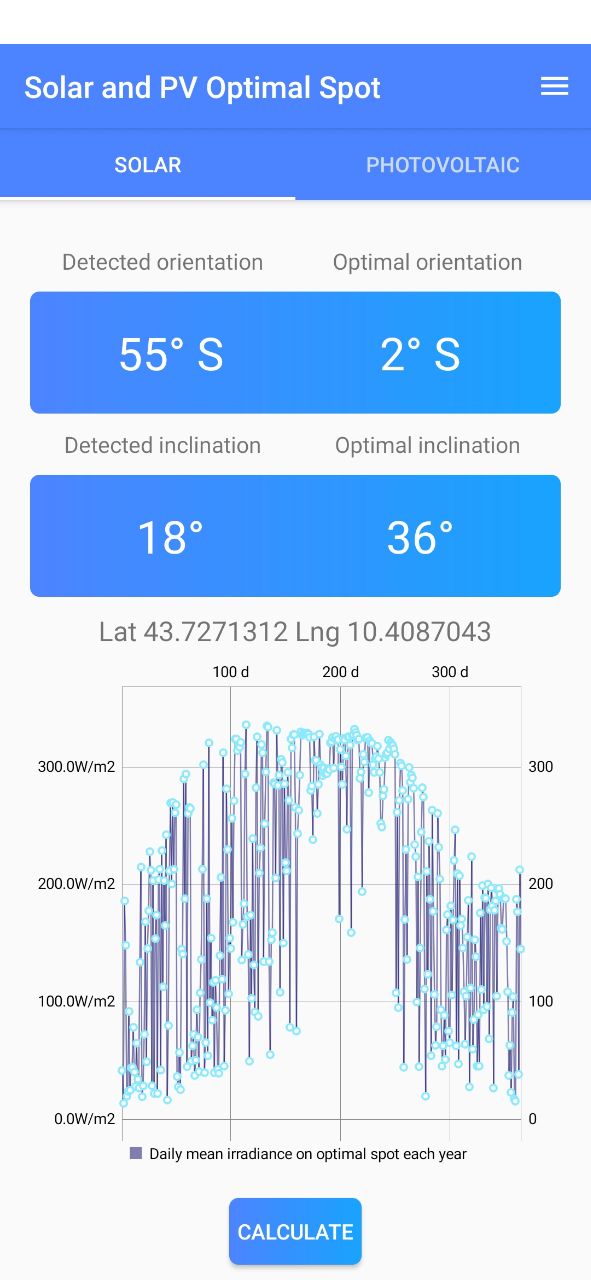 Solar and PV Optimal Spot
SOLAR PHOTOVOLTAIC
Detected orientation Optimal orientation
55° S 2° S
Detected inclination Optimal inclination
18° 36°
Lat 43.7271312 Lng 10.4087043
100 d 200 d 300 d
300.0W/m2 300
200.0W/m2 200
100.0W/m2 100
0.0W/m2 0
Daily mean irradiance on optimal spot each year
CALCULATE